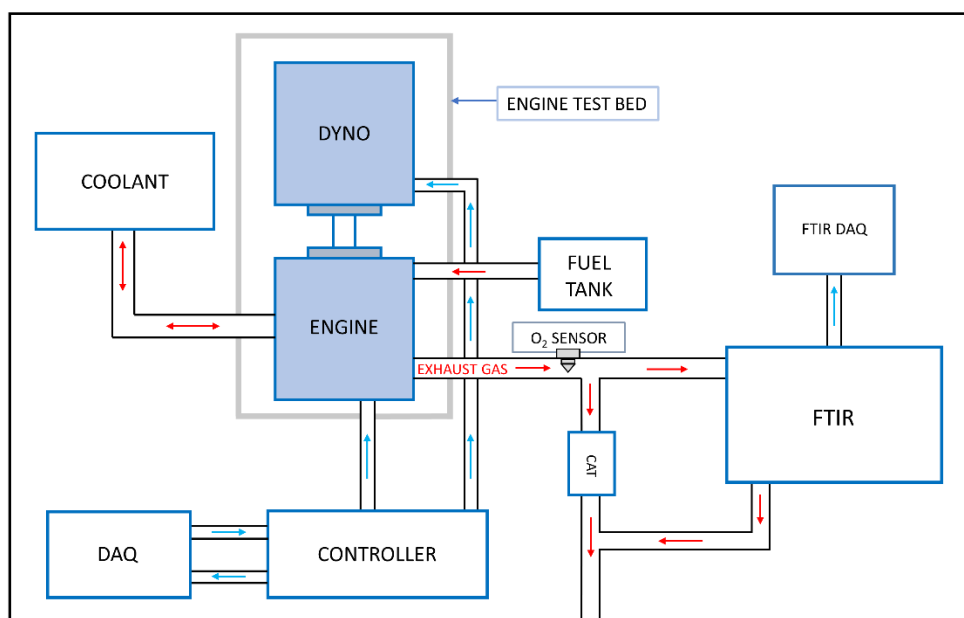 DYNO
ENGINE TEST BED
COOLANT
FTIR DAQ
FUEL
TANK
ENGINE
O₂ SENSOR
EXHAUST GAS
FTIR
CAT
DAQ
CONTROLLER